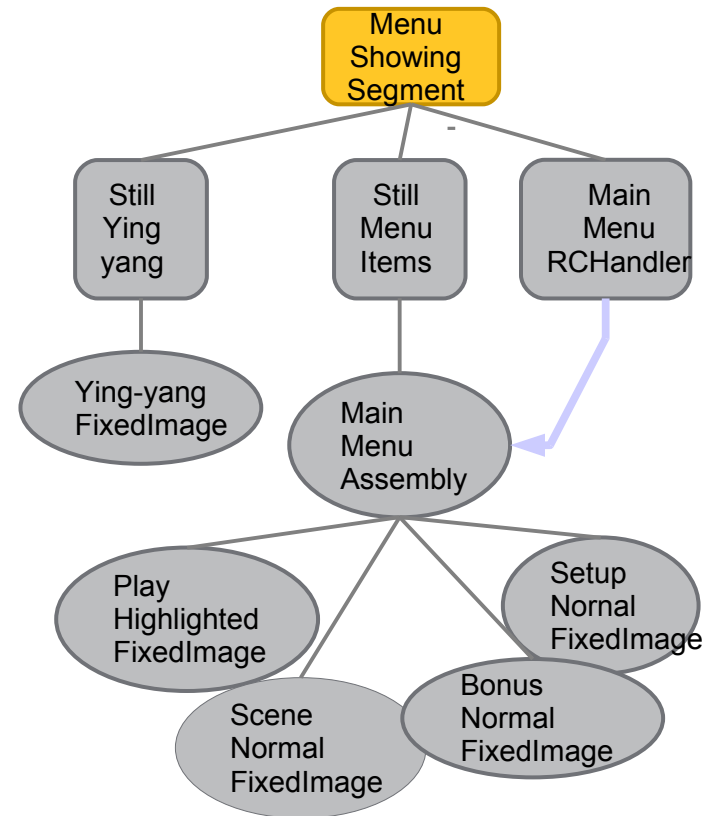 Menu
Showing
Segment
-
Still
Ying
yang
Still
Menu
Items
Main
Menu
RCHandler
Ying-yang
FixedImage
Main
Menu
Assembly
Play
Highlighted
FixedImage
Setup
Nornal
FixedImage
Scene
Normal
FixedImage
Bonus
Normal
FixedImage